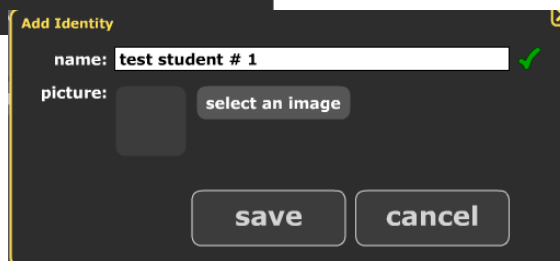 Add Identity
name: test student # 1
picture: select an image
save cancel